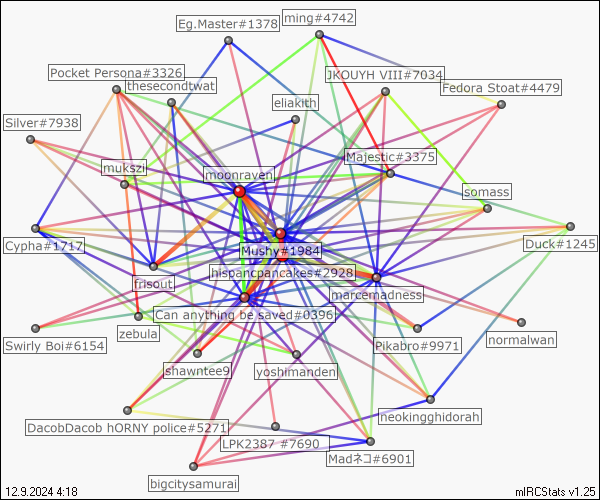 ming#4742
Eg.Master#1378
Pocket Persona#3326
JKOUYH VIII#7034
thesecondtwat
Fedora Stoat#4479
eliakith
Silver#7938
Majestic#3375
mukszi
moonraven
somass
Cypha#1717
Mushy#1984
Duck#1245
hispancpancakes#2928
frisout
marcemadness
Can anything be saved#0396
zebula
normalwan
Swirly Boi#6154
Pikabro#9971
shawntee9
yoshmanden
neokingghidorah
DacobDacob hORNY police#5271
LPK2387 #7690
Madネコ#6901
bigcitysamurai
12.9.2024 4:18
mIRCStats v1.25